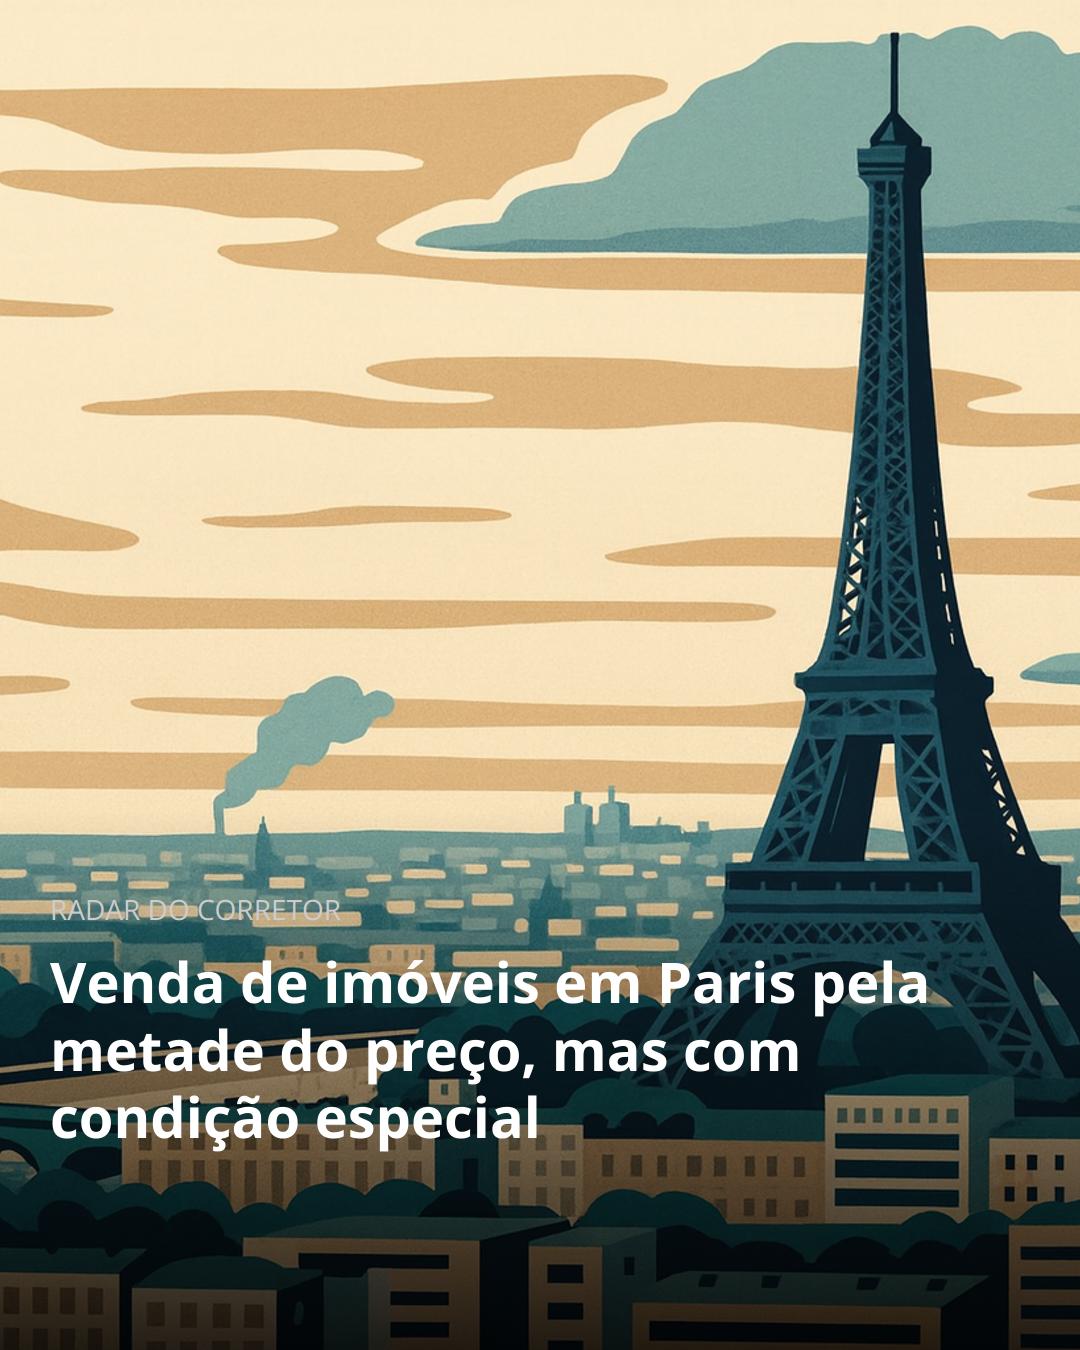 RADAR DO CORRETOR
Venda de imóveis em Paris pela
metade do preço, mas com
condição especial